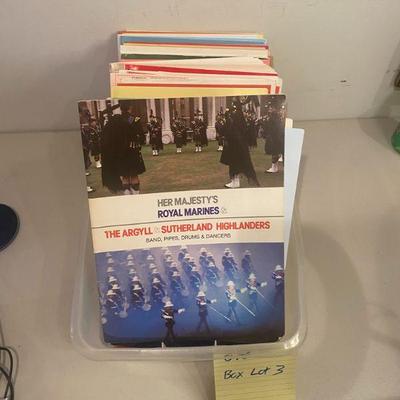 HER MAJESTY'S
ROYAL MARINES &
THE ARGYLL & SUTHERLAND HIGHLANDERS
BAND, PIPES, DRUMS & DANCERS
Box Lot 3